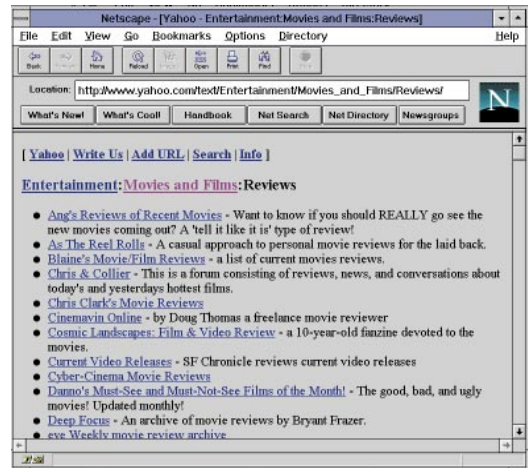 Netscape - [Yahoo - Entertainment:Movies and Films:Reviews]
File Edit View Go Bookmarks Options Directory Help
Back Home Reload Open Print Find
Location: http://www.yahoo.com/text/Entertainment/Movies_and_Films/Reviews/
N
What's New! What's Cool! Handbook Net Search Net Directory Newsgroups
[ Yahoo | Write Us | Add URL | Search | Info ]
Entertainment:Movies and Films:Reviews
Ang's Reviews of Recent Movies - Want to know if you should REALLY go see the
new movies coming out? A 'tell it like it is' type of review!
As The Reel Rolls - A casual approach to personal movie reviews for the laid back.
Blaine's Movie/Film Reviews - a list of current movies reviews.
Chris & Collier - This is a forum consisting of reviews, news, and conversations about
today's and yesterdays hottest films.
Chris Clark's Movie Reviews
Cinemavin Online - by Doug Thomas a freelance movie reviewer
Cosmic Landscapes: Film & Video Review - a 10-year-old fanzine devoted to the
movies.
Current Video Releases - SF Chronicle reviews current video releases
Cyber-Cinema Movie Reviews
Danno's Must-See and Must-Not-See Films of the Month! - The good, bad, and ugly
movies! Updated monthly!
Deep Focus - An archive of movie reviews by Bryant Frazer.
eye Weekly movie review archive